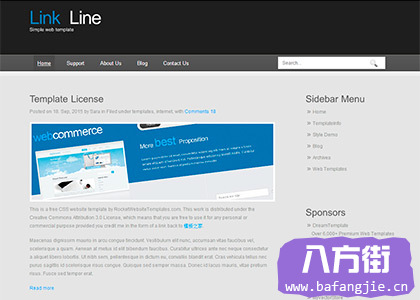 Link Line
Simple web template
Home Support About Us Blog Contact Us
Search..
Template License
Posted on 18. Sep, 2015 by Sara in Filed under templates, internet, with Comments 18
webcommerce
More best Proposition
This is a free CSS website template by RocketWebsiteTemplates.com. This work is distributed under the
Creative Commons Attribution 3.0 License, which means that you are free to use it for any personal or
commercial purpose provided you credit me in the form of a link back to 模板之家.
Maecenas dignissim mauris in arcu congue tincidunt. Vestibulum elit nunc, accumsan vitae faucibus vel,
scelerisque a quam. Aenean at metus id elit bibendum faucibus. Curabitur ultrices ante nec neque consectetur
a aliquet libero lobortis. Ut nibh sem, pellentesque in dictum eu, convallis blandit erat. Cras vehicula tellus nec
purus sagittis id scelerisque risus congue. Quisque sed semper massa. Donec id lacus mauris, vitae pretium
risus. Fusce sed tempor erat.
Read more
Sidebar Menu
» Home
» TemplateInfo
» Style Demo
» Blog
» Archives
» Web Templates
Sponsors
» DreamTemplate
Over 6,000+ Premium Web Templates
八方街
www.bafangjie.cn